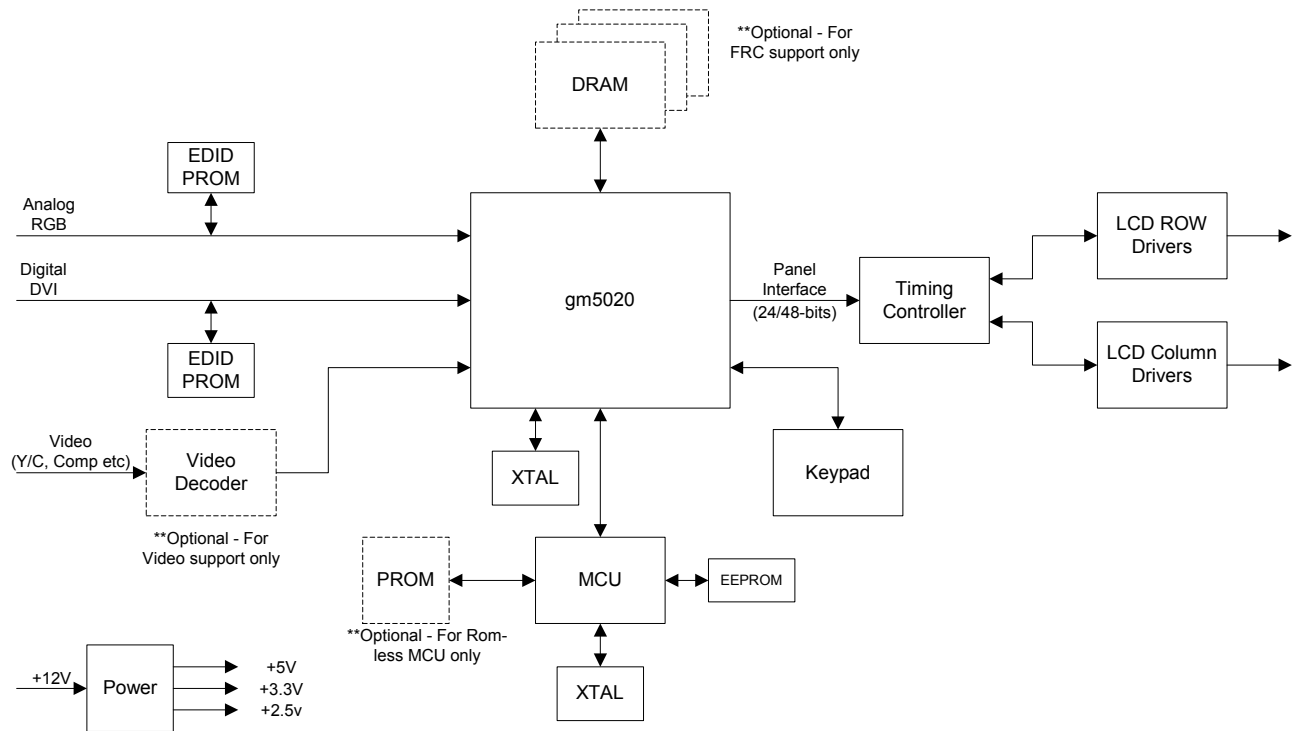 **Optional - For
FRC support only
DRAM
EDID
PROM
Analog
RGB
LCD ROW
Drivers
Digital
DVI
gm5020
Panel
Interface
(24/48-bits)
Timing
Controller
EDID
PROM
LCD Column
Drivers
Video
(Y/C, Comp etc)
Video
Decoder
XTAL
Keypad
**Optional - For
Video support only
PROM
MCU
EEPROM
**Optional - For Rom-
less MCU only
+12V
Power
+5V
+3.3V
+2.5v
XTAL